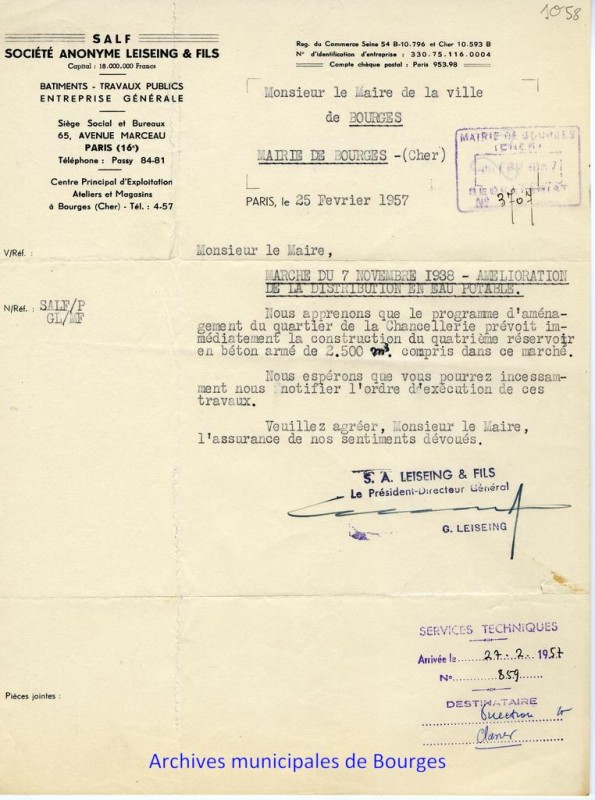 1058
SALF
SOCIÉTÉ ANONYME LEISEING & FILS
Capital : 18.000.000 Francs
BATIMENTS - TRAVAUX PUBLICS
ENTREPRISE GÉNÉRALE
Siège Social et Bureaux
65, AVENUE MARCEAU
PARIS (16e)
Téléphone : Passy 84-81
Centre Principal d'Exploitation
Ateliers et Magasins
à Bourges (Cher) - Tél. : 4-57
Reg. du Commerce Seine 54 B-10.796 et Cher 10.593 B
N° d'identification d'entreprise : 330-75-116.0004
Compte chèque postal : Paris 953.98
Monsieur le Maire de la ville
de BOURGES
MAIRIE DE BOURGES -(Cher)
MAIRIE DE BOURGES
(CHER)
N° 3707
PARIS, le 25 Fevrier 1957
V/Réf. :
Monsieur le Maire,
MARCHE DU 7 NOVEMBRE 1938 - AMELIORATION
DE LA DISTRIBUTION EN EAU POTABLE.
N/Réf. : SALF/P
GL/MF
Nous apprenons que le programme d'aména-
gement du quartier de la Chancellerie prévoit im-
médiatement la construction du quatrième réservoir
en béton armé de 2.500 m3. compris dans ce marché.
Nous espérons que vous pourrez incessam-
ment nous notifier l'ordre d'exécution de ces
travaux.
Veuillez agréer, Monsieur le Maire,
l'assurance de nos sentiments dévoués.
S. A. LEISEING & FILS
Le Président-Directeur Général
G. LEISEING
SERVICES TECHNIQUES
Arrivée le 27.2.1957
N° 859
DESTINATAIRE
Direction
Pièces jointes :
Archives municipales de Bourges